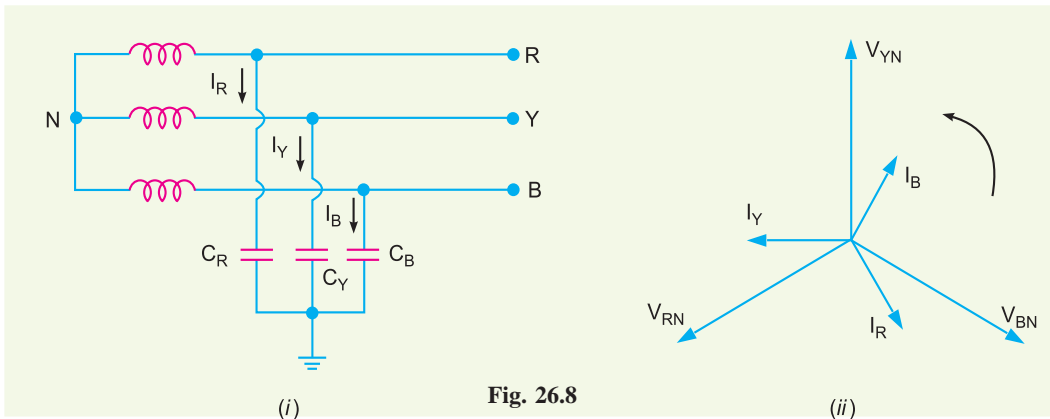 R
I_R
N
Y
I_Y
B
I_B
C_R
C_Y
C_B
(i)
V_YN
I_B
I_Y
V_RN
I_R
V_BN
(ii)
Fig. 26.8